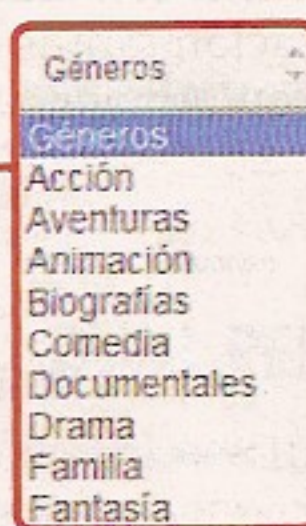 Géneros
Géneros
Acción
Aventuras
Animación
Biografías
Comedia
Documentales
Drama
Familia
Fantasía